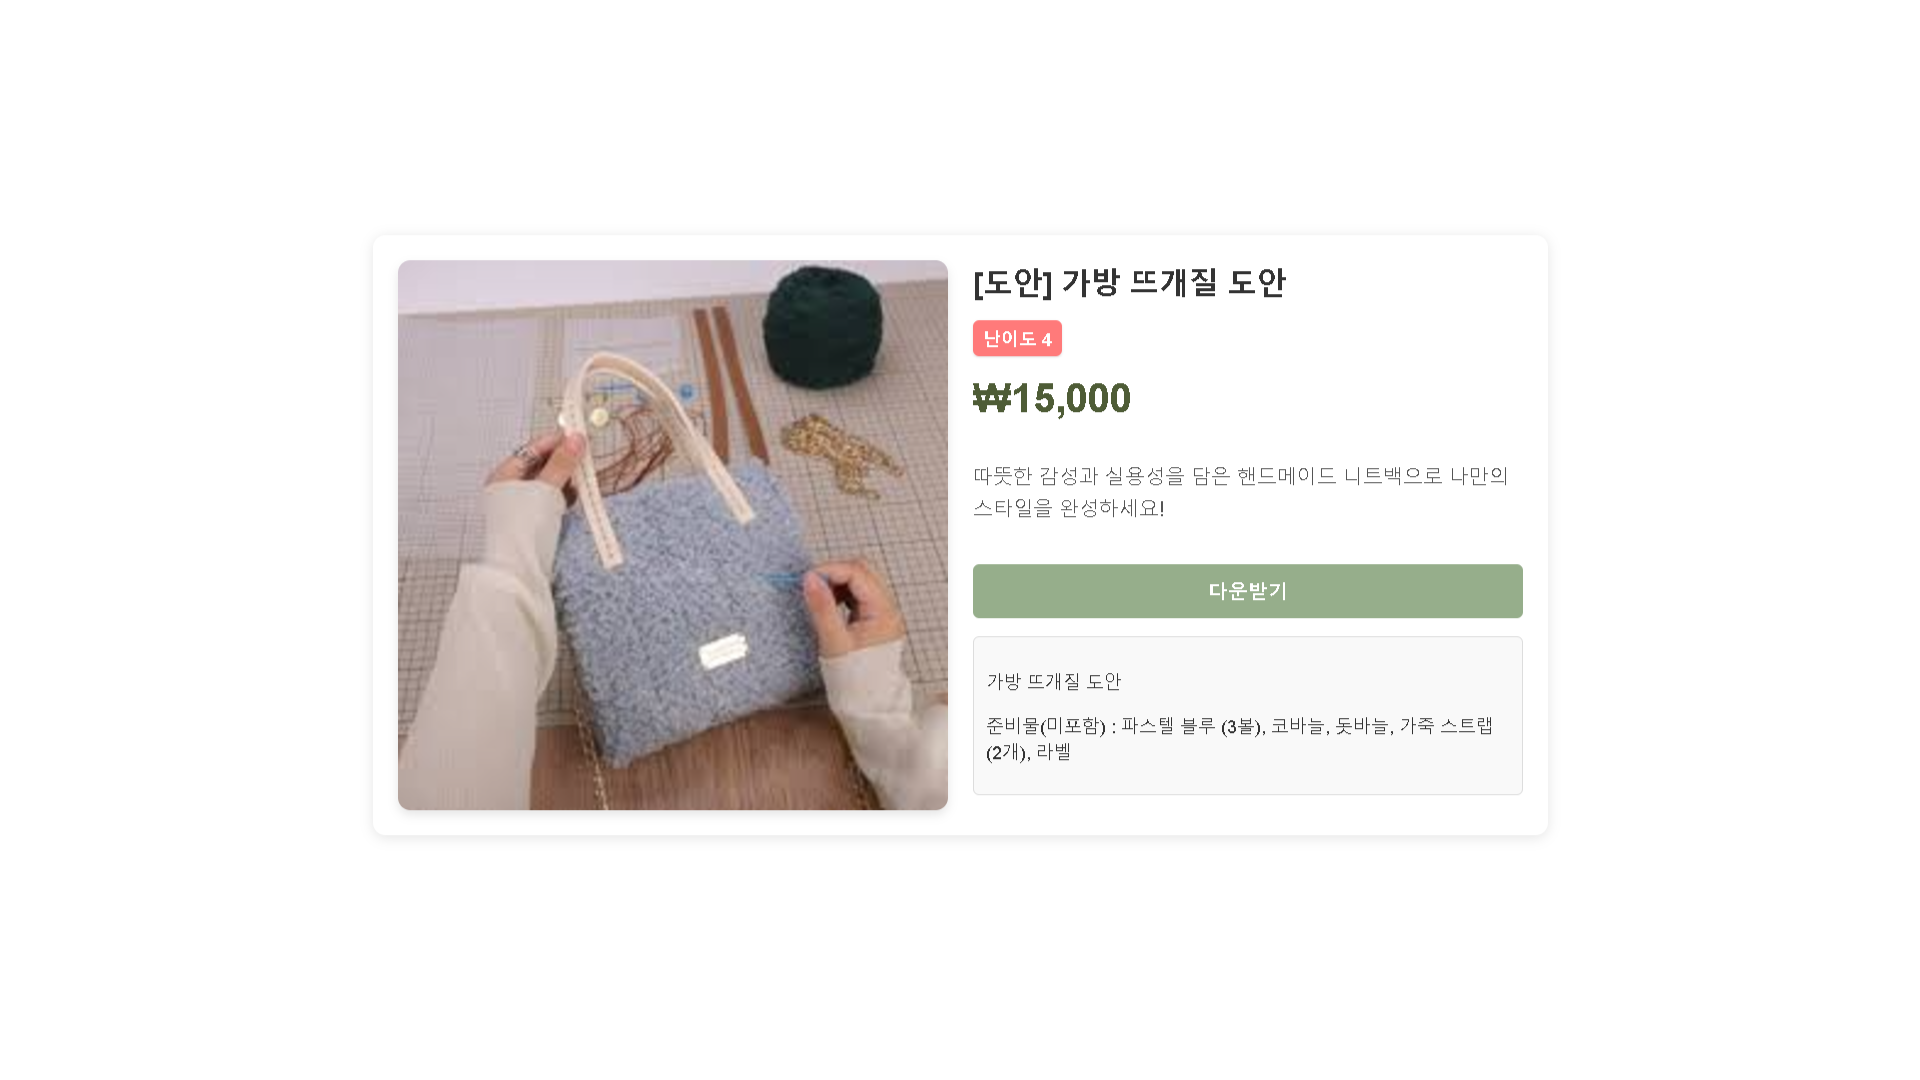 [도안] 가방 뜨개질 도안
난이도 4
₩15,000
따뜻한 감성과 실용성을 담은 핸드메이드 니트백으로 나만의
스타일을 완성하세요!
다운받기
가방 뜨개질 도안
준비물(미포함) : 파스텔 블루 (3볼), 코바늘, 돗바늘, 가죽 스트랩
(2개), 라벨